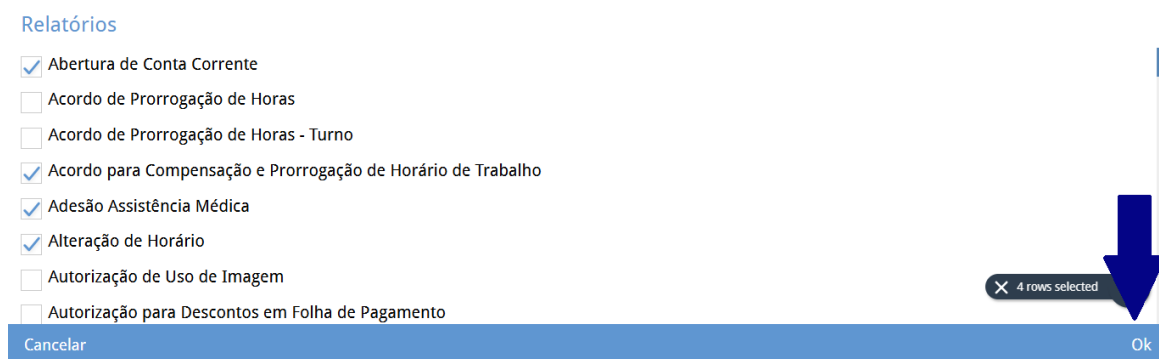 Relatórios
Abertura de Conta Corrente
Acordo de Prorrogação de Horas
Acordo de Prorrogação de Horas - Turno
Acordo para Compensação e Prorrogação de Horário de Trabalho
Adesão Assistência Médica
Alteração de Horário
Autorização de Uso de Imagem
4 rows selected
Autorização para Descontos em Folha de Pagamento
Cancelar
Ok